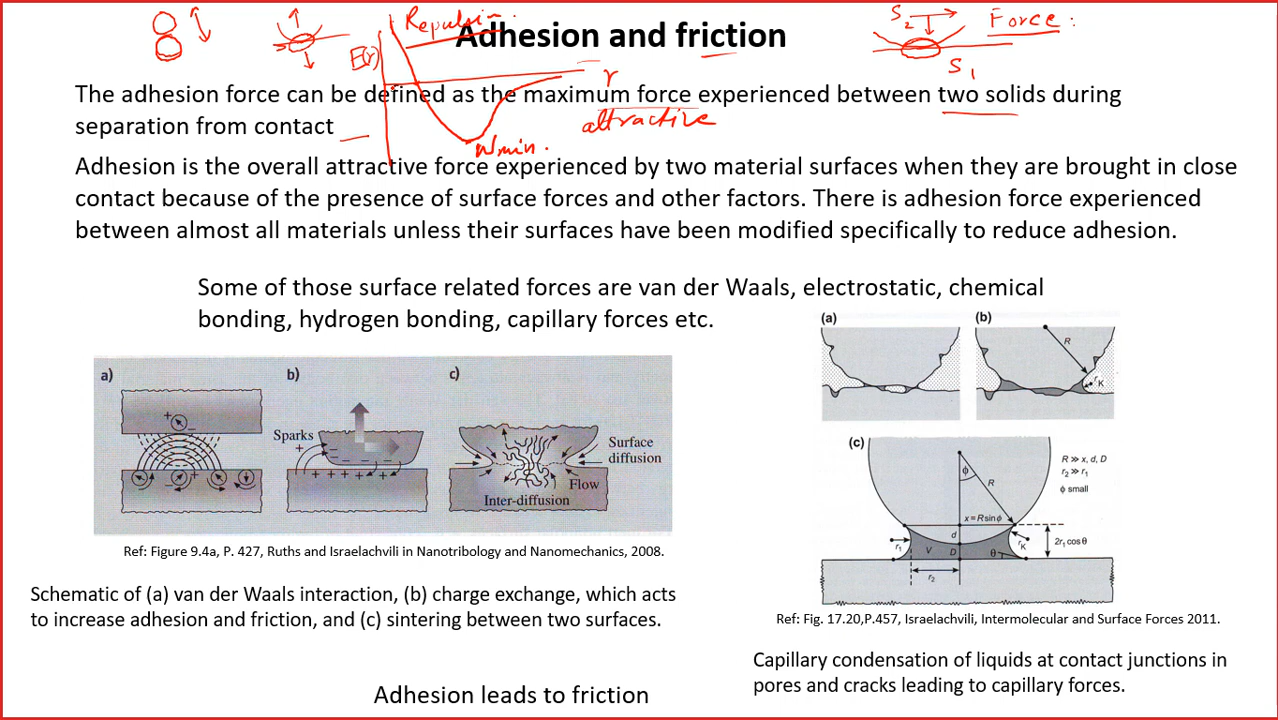 Repulsion.
S2
Force :
Adhesion and friction
E(r)
S1
r
The adhesion force can be defined as the maximum force experienced between two solids during
separation from contact
attractive
Wmin.
Adhesion is the overall attractive force experienced by two material surfaces when they are brought in close
contact because of the presence of surface forces and other factors. There is adhesion force experienced
between almost all materials unless their surfaces have been modified specifically to reduce adhesion.
Some of those surface related forces are van der Waals, electrostatic, chemical
bonding, hydrogen bonding, capillary forces etc.
a)
b)
c)
Sparks
Surface
diffusion
Flow
Inter-diffusion
Ref: Figure 9.4a, P. 427, Ruths and Israelachvili in Nanotribology and Nanomechanics, 2008.
Schematic of (a) van der Waals interaction, (b) charge exchange, which acts
to increase adhesion and friction, and (c) sintering between two surfaces.
(a)
(b)
R
rK
(c)
R ≫ x, d, D
r2 ≫ r1
ϕ small
ϕ
R
x = R sin ϕ
d
r1
rK
2r1 cos θ
V
D
θ
r2
Ref: Fig. 17.20,P.457, Israelachvili, Intermolecular and Surface Forces 2011.
Capillary condensation of liquids at contact junctions in
pores and cracks leading to capillary forces.
Adhesion leads to friction